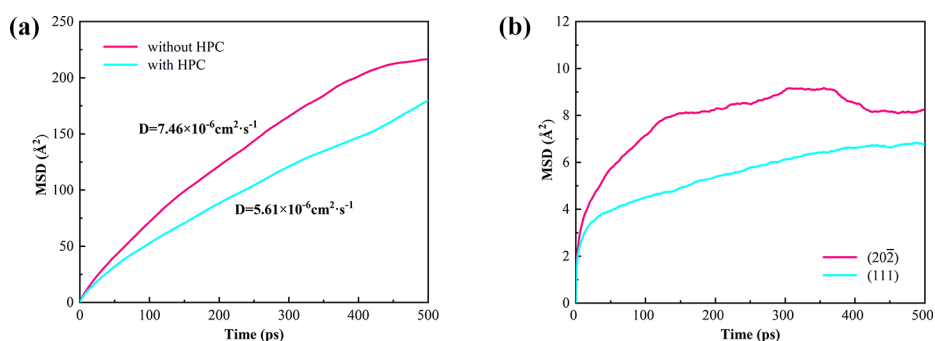 (a)
250
200
150
100
50
0
MSD (Å²)
without HPC
with HPC
D=7.46×10⁻⁶cm²·s⁻¹
D=5.61×10⁻⁶cm²·s⁻¹
0 100 200 300 400 500
Time (ps)
(b)
12
10
8
6
4
2
0
MSD (Å²)
(202̅)
(111)
0 100 200 300 400 500
Time (ps)